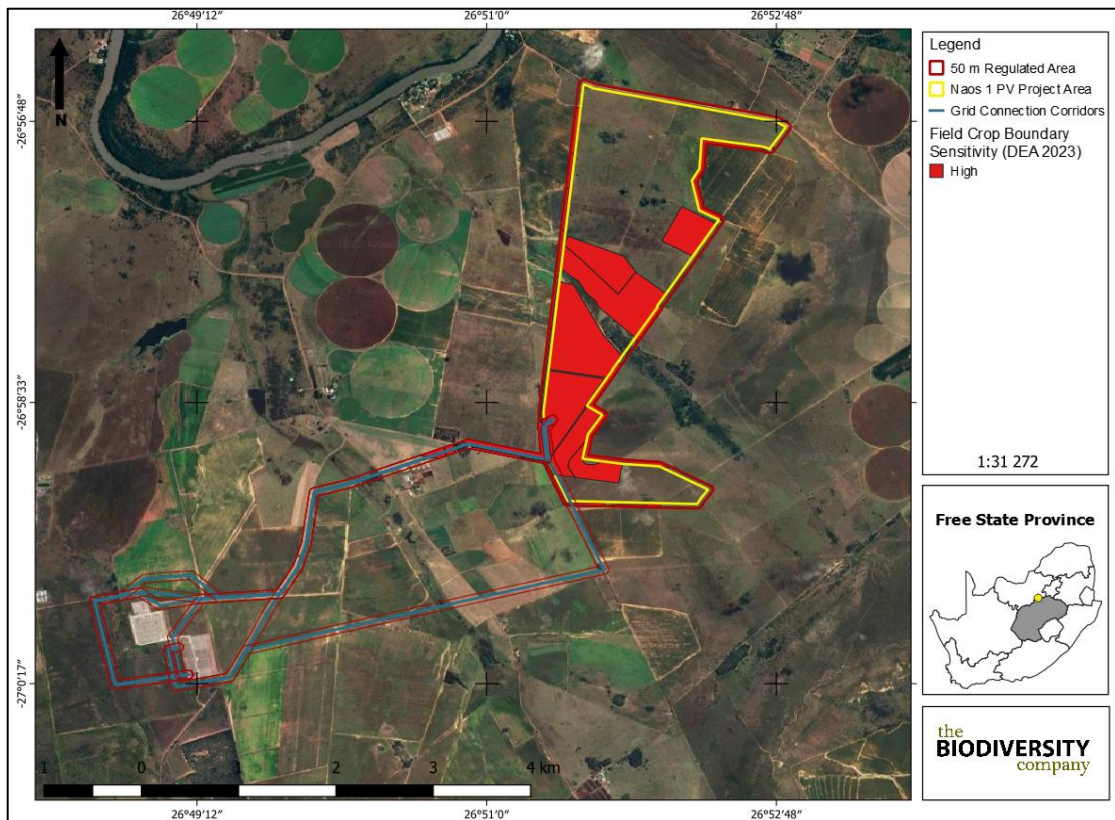 26°49'12"
26°51'0"
26°52'48"
-26°56'48"
-26°58'33"
-27°0'17"
N
1 0 1 2 3 4 km
26°49'12"
26°51'0"
26°52'48"
Legend
50 m Regulated Area
Naos 1 PV Project Area
Grid Connection Corridors
Field Crop Boundary
Sensitivity (DEA 2023)
High
1:31 272
Free State Province
the
BIODIVERSITY
company